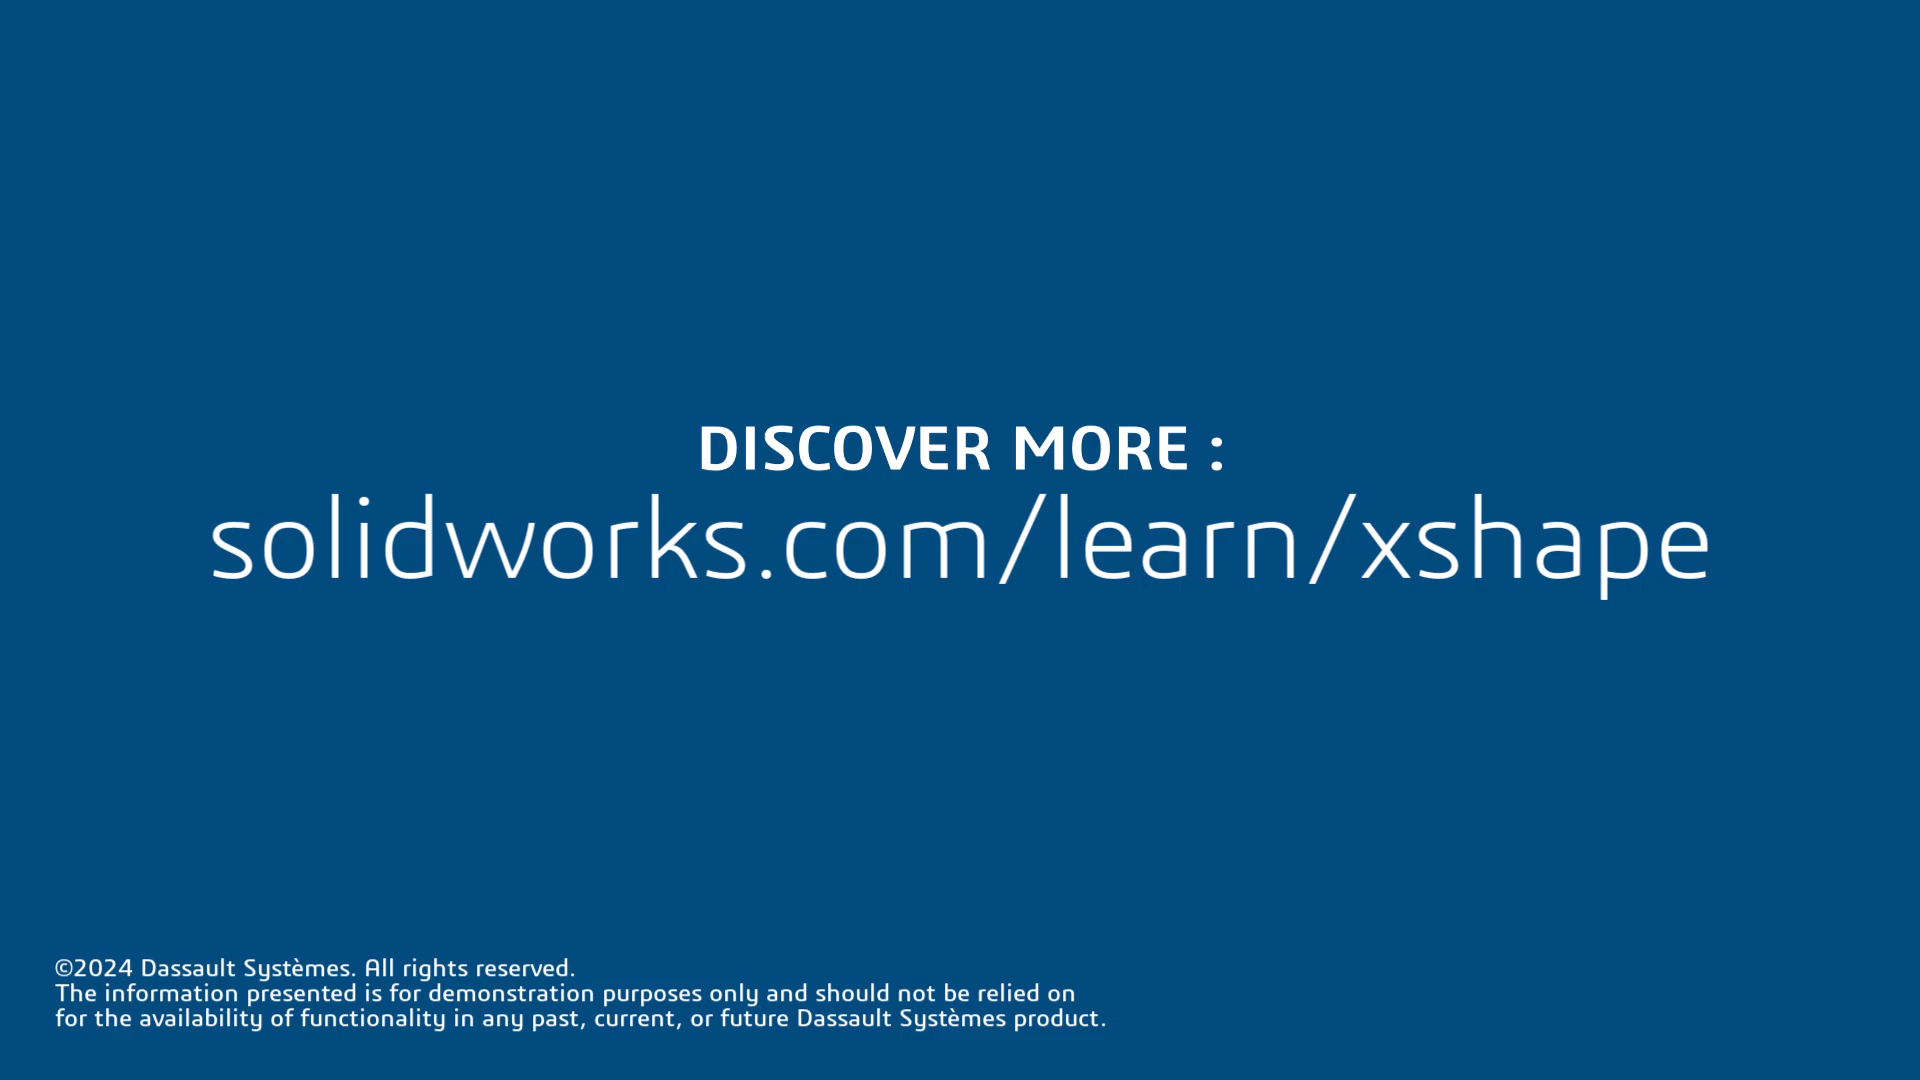 DISCOVER MORE :
solidworks.com/learn/xshape
©2024 Dassault Systèmes. All rights reserved.
The information presented is for demonstration purposes only and should not be relied on
for the availability of functionality in any past, current, or future Dassault Systèmes product.